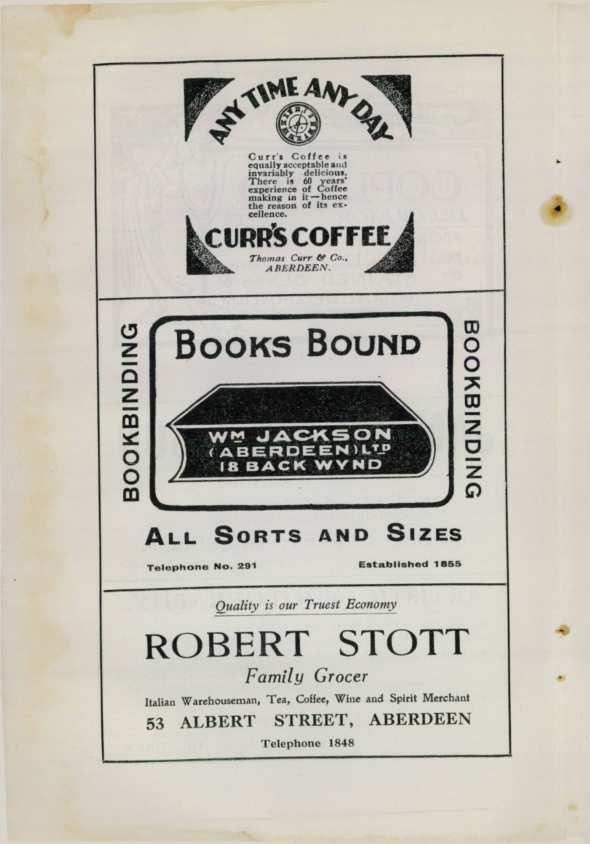 ANY TIME ANY DAY
Curr's Coffee is
equally acceptable and
invariably delicious.
There is 60 years'
experience of Coffee
making in it—hence
the reason of its ex-
cellence.
CURR'S COFFEE
Thomas Curr & Co.,
ABERDEEN.
BOOKBINDING
BOOKS BOUND
WM JACKSON
(ABERDEEN) LTD
18 BACK WYND
BOOKBINDING
ALL SORTS AND SIZES
Telephone No. 291 Established 1855
Quality is our Truest Economy
ROBERT STOTT
Family Grocer
Italian Warehouseman, Tea, Coffee, Wine and Spirit Merchant
53 ALBERT STREET, ABERDEEN
Telephone 1848